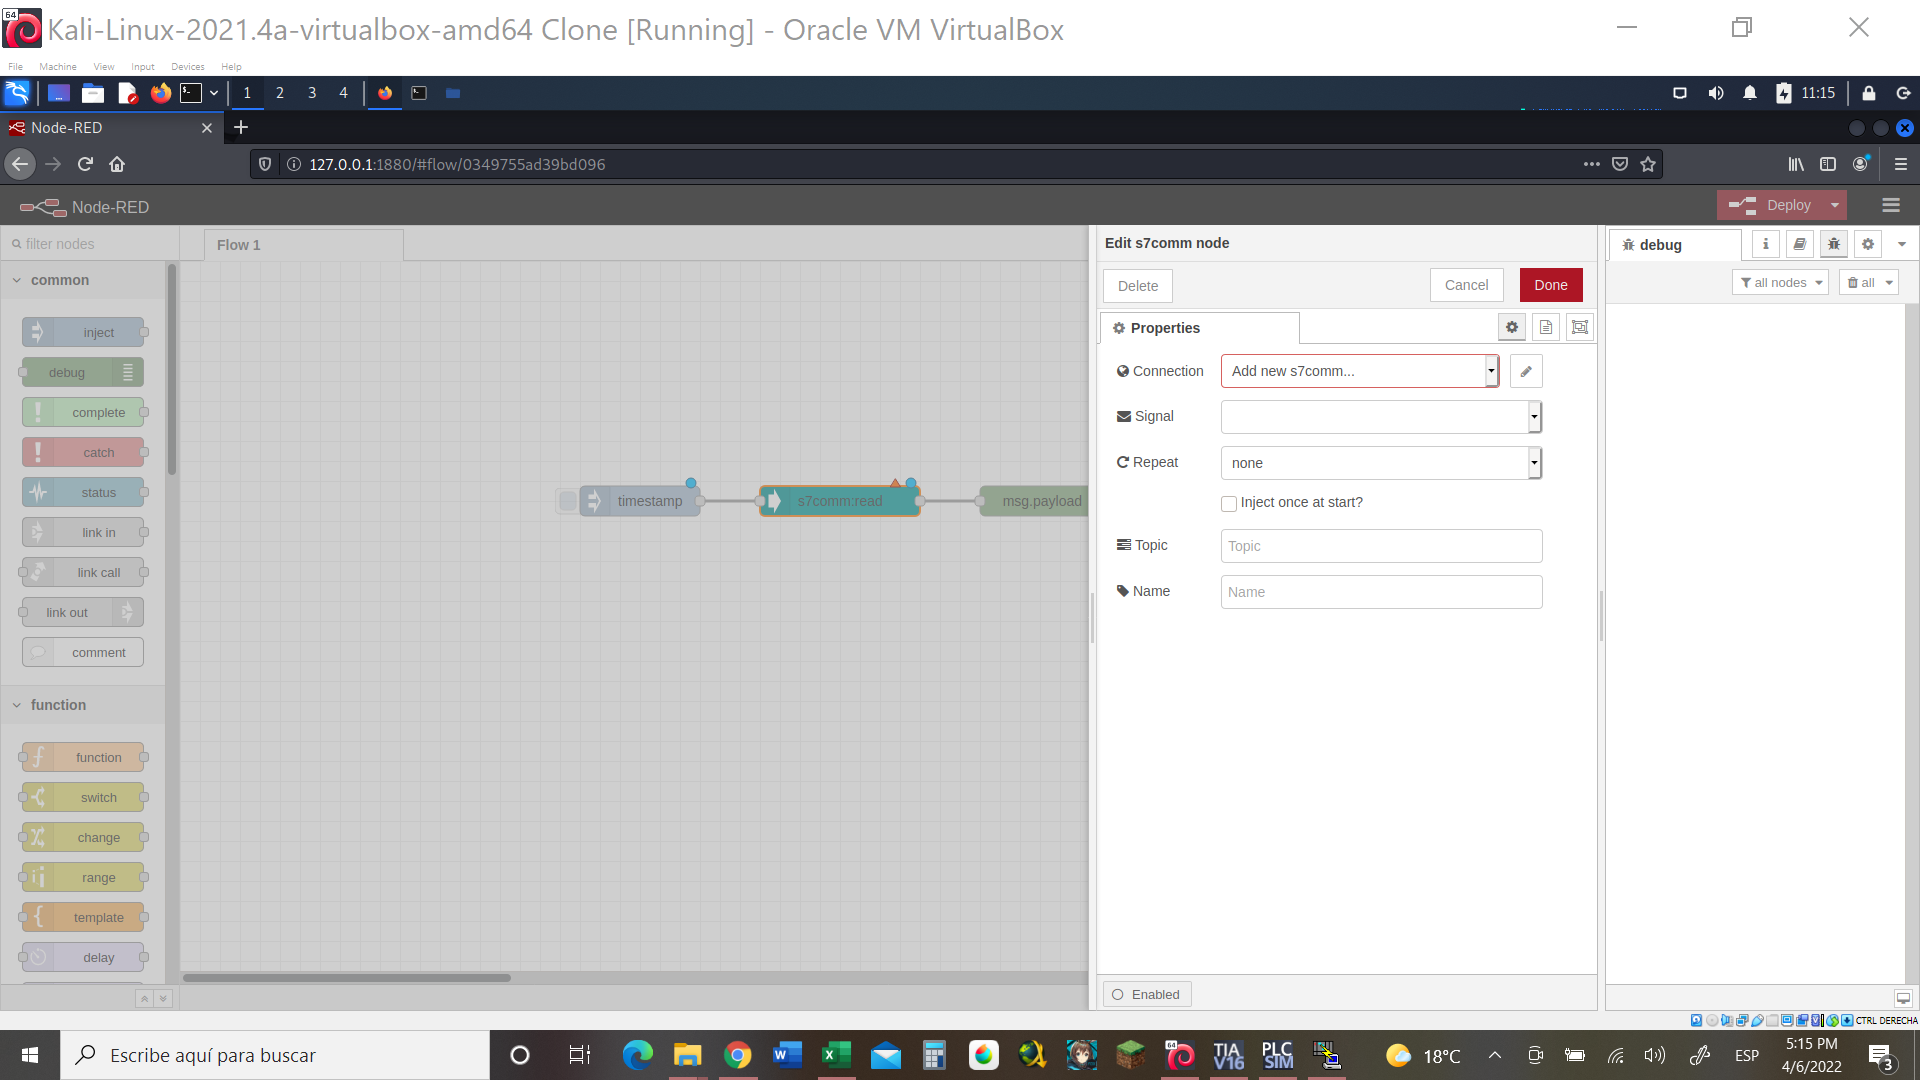 Kali-Linux-2021.4a-virtualbox-amd64 Clone [Running] - Oracle VM VirtualBox
File Machine View Input Devices Help
1 2 3 4
11:15
Node-RED
127.0.0.1:1880/#flow/0349755ad39bd096
Node-RED
Deploy
filter nodes
Flow 1
Edit s7comm node
debug
Delete
Cancel
Done
all nodes
all
Properties
common
inject
debug
complete
catch
status
link in
link call
link out
comment
function
function
switch
change
range
template
delay
timestamp
s7comm:read
msg.payload
Connection
Add new s7comm...
Signal
Repeat
none
Inject once at start?
Topic
Topic
Name
Name
Enabled
CTRL DERECHA
Escribe aquí para buscar
64
TIA V16
PLC SIM
18°C
ESP
5:15 PM
4/6/2022
3